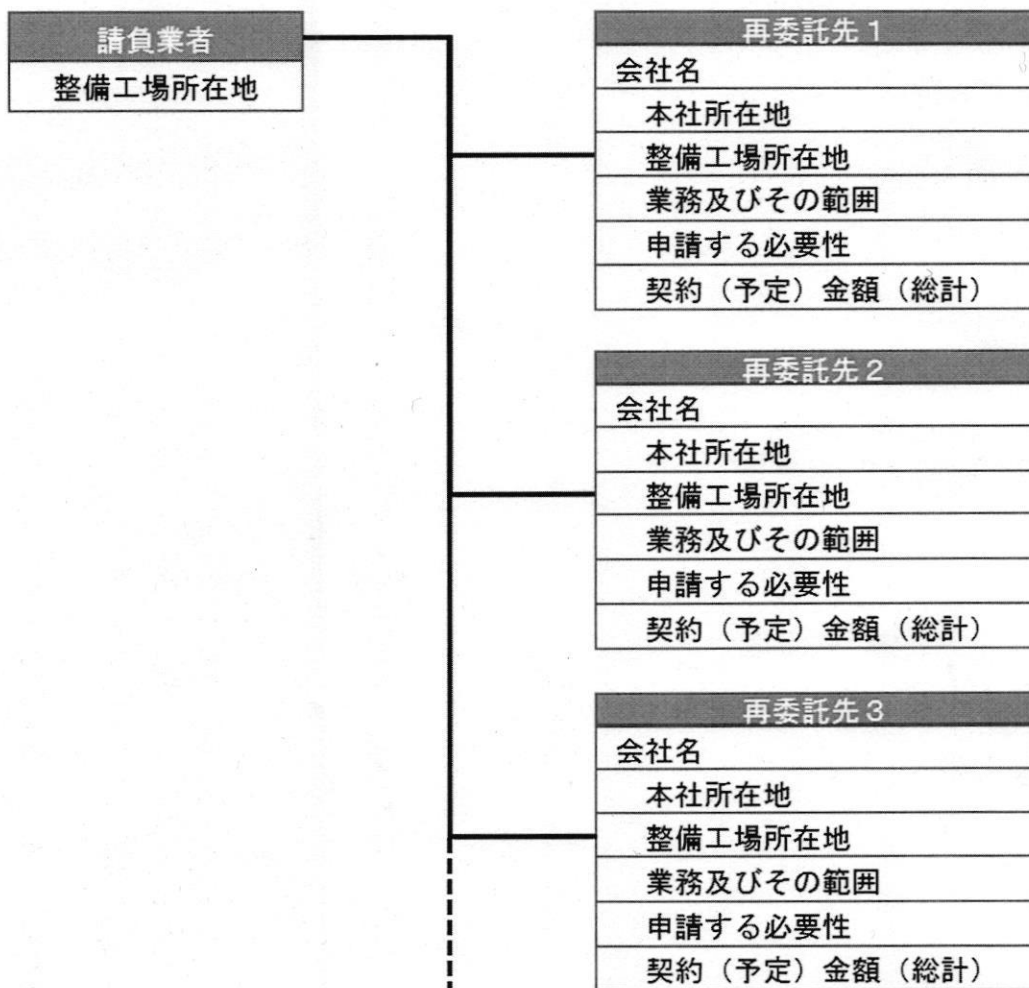 請負業者
整備工場所在地
再委託先1
会社名
本社所在地
整備工場所在地
業務及びその範囲
申請する必要性
契約（予定）金額（総計）
再委託先2
会社名
本社所在地
整備工場所在地
業務及びその範囲
申請する必要性
契約（予定）金額（総計）
再委託先3
会社名
本社所在地
整備工場所在地
業務及びその範囲
申請する必要性
契約（予定）金額（総計）